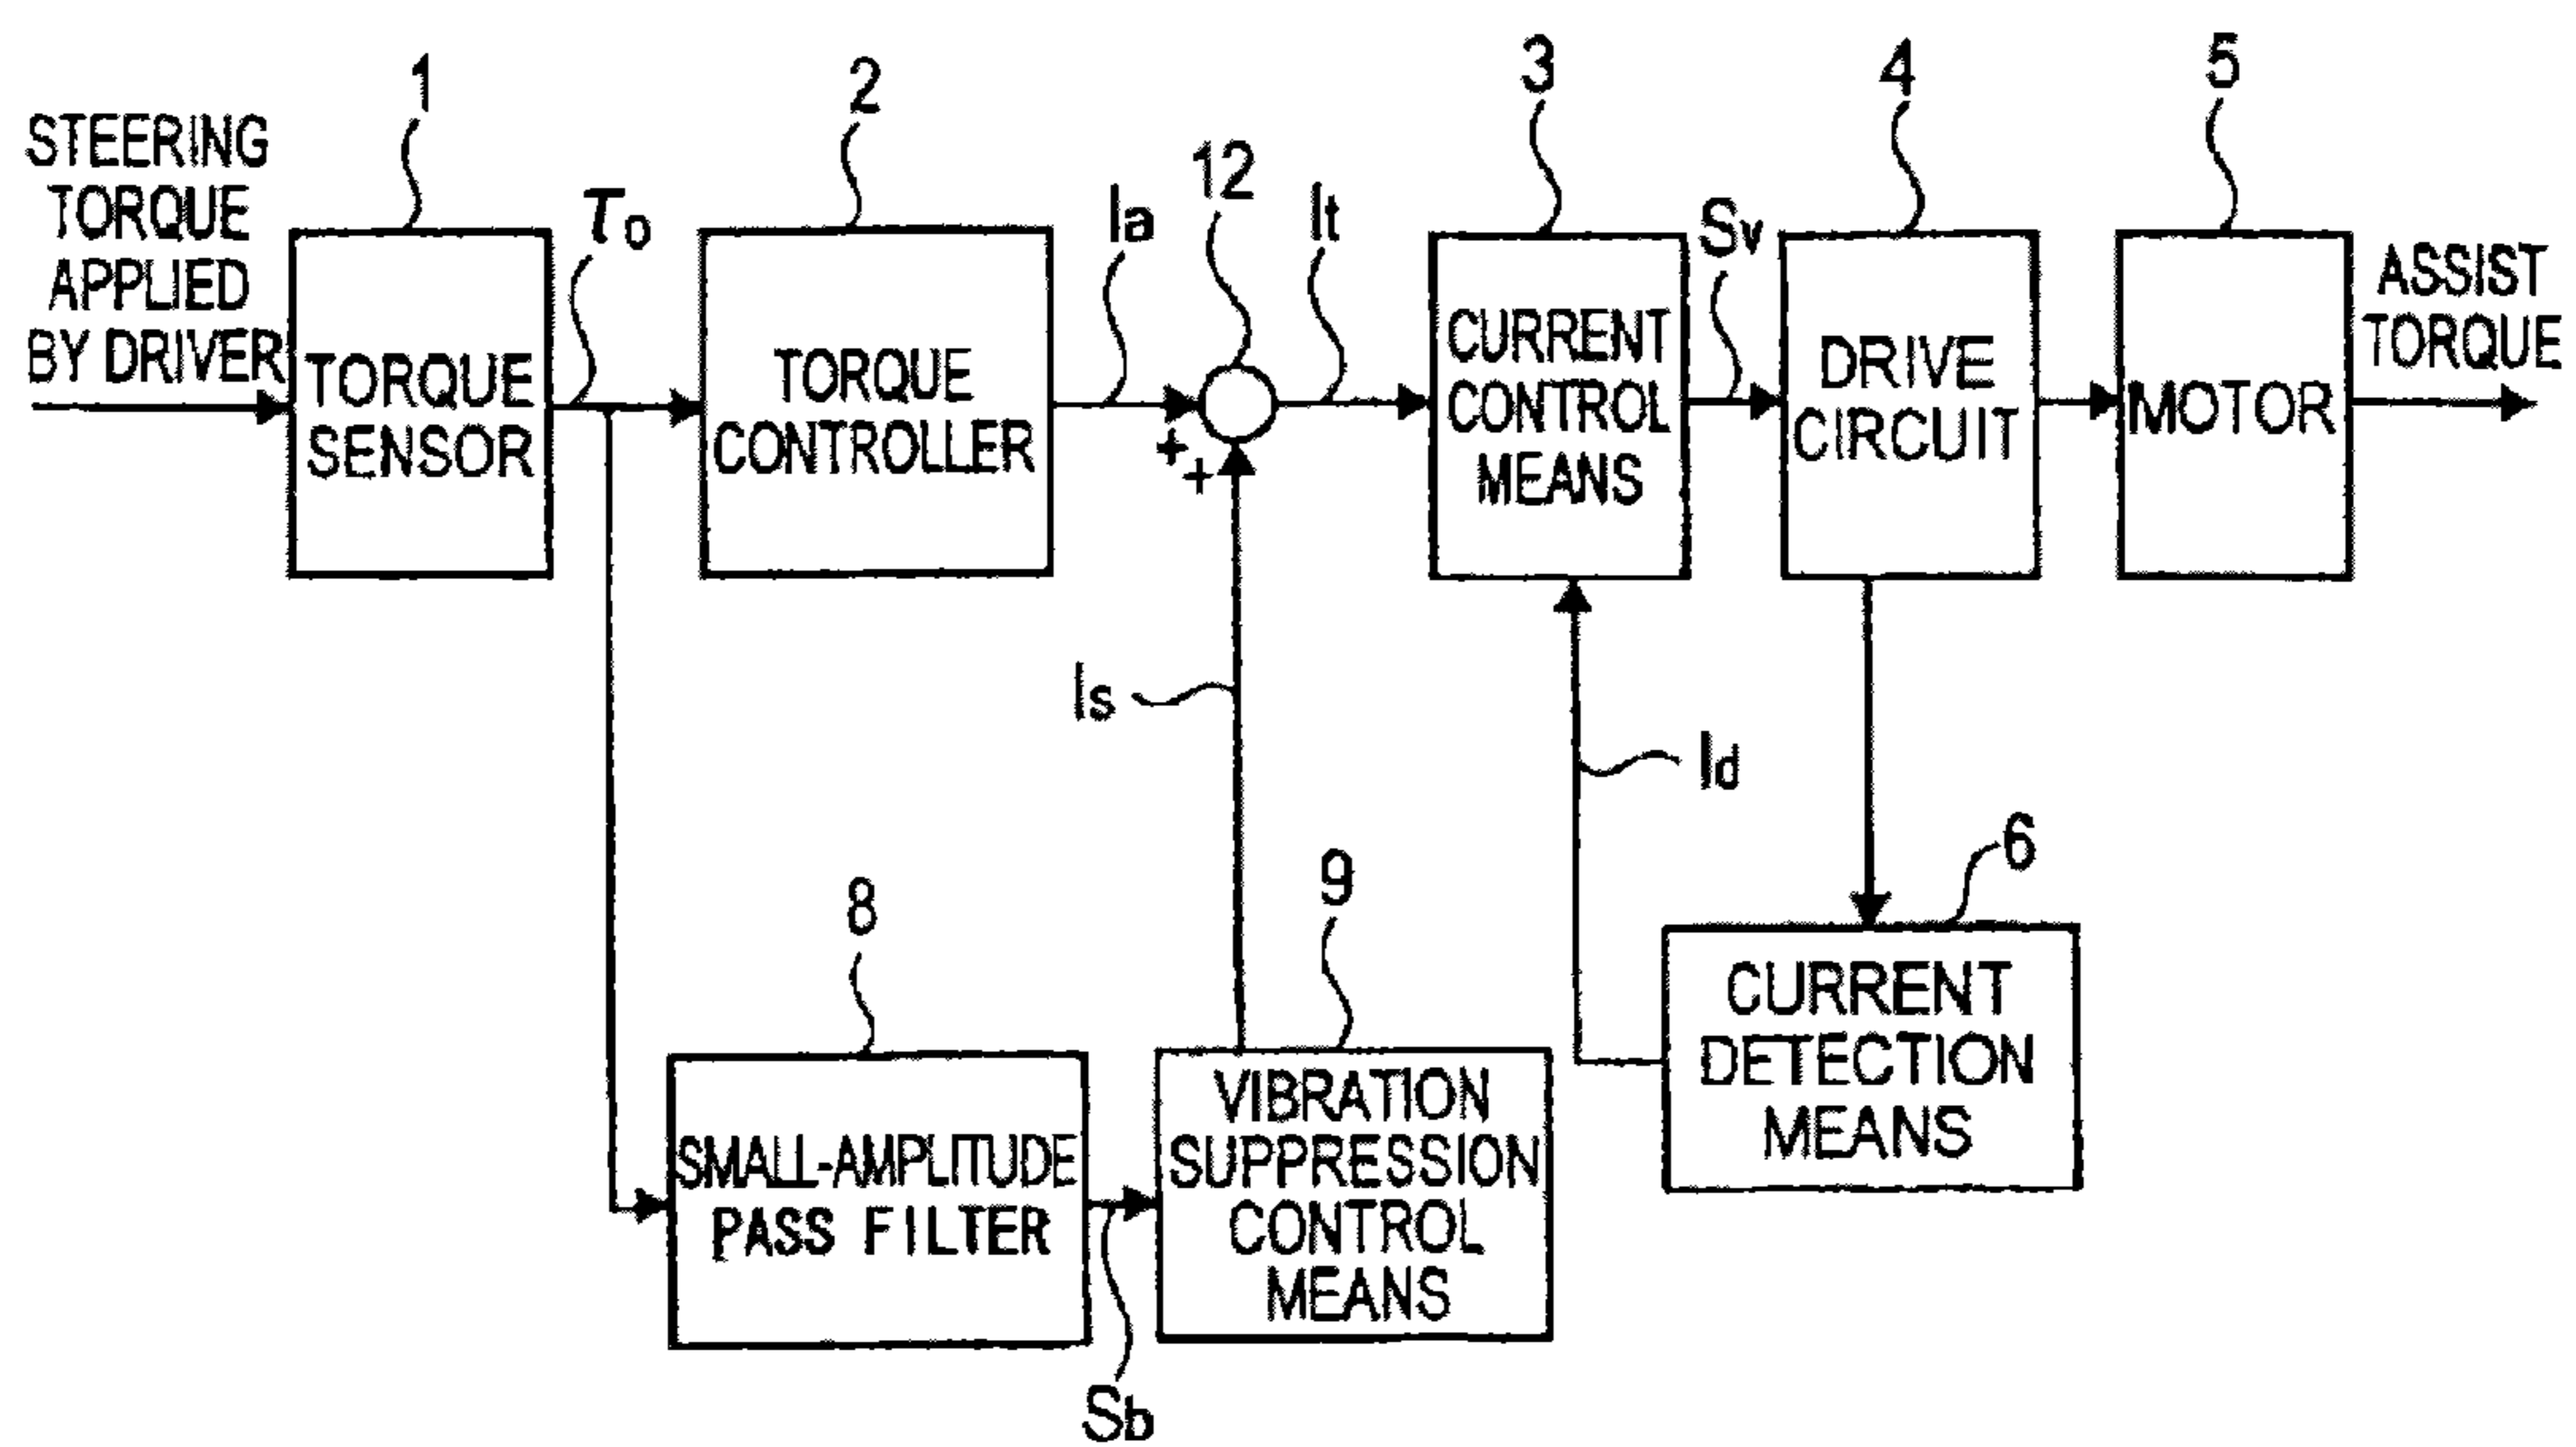 1
2
3
4
5
12
STEERING
TORQUE
APPLIED
BY DRIVER
τo
Ia
It
Sv
ASSIST
TORQUE
TORQUE
SENSOR
TORQUE
CONTROLLER
+
+
CURRENT
CONTROL
MEANS
DRIVE
CIRCUIT
MOTOR
Is
Id
8
9
6
SMALL-AMPLITUDE
PASS FILTER
VIBRATION
SUPPRESSION
CONTROL
MEANS
CURRENT
DETECTION
MEANS
Sb